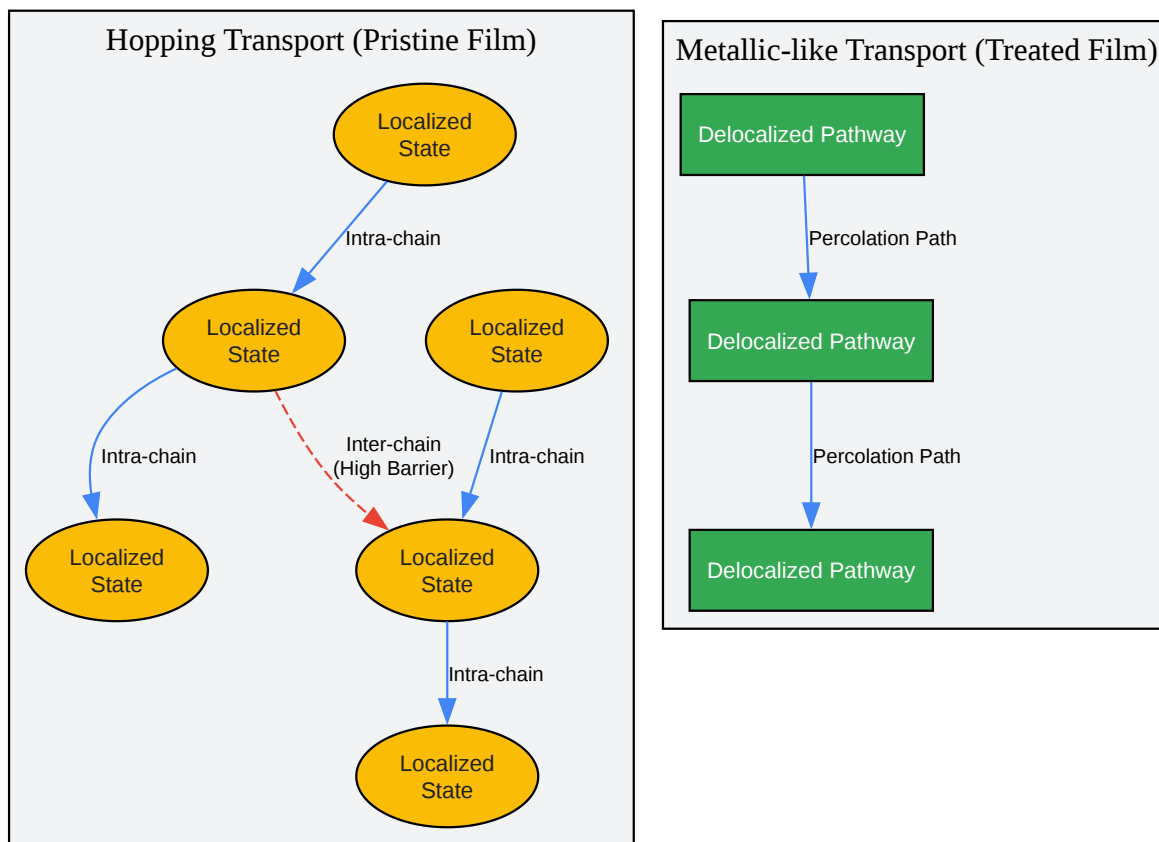 Hopping Transport (Pristine Film)
Localized
State
Intra-chain
Localized
State
Localized
State
Intra-chain
Inter-chain
(High Barrier)
Intra-chain
Localized
State
Localized
State
Intra-chain
Localized
State
Metallic-like Transport (Treated Film)
Delocalized Pathway
Percolation Path
Delocalized Pathway
Percolation Path
Delocalized Pathway